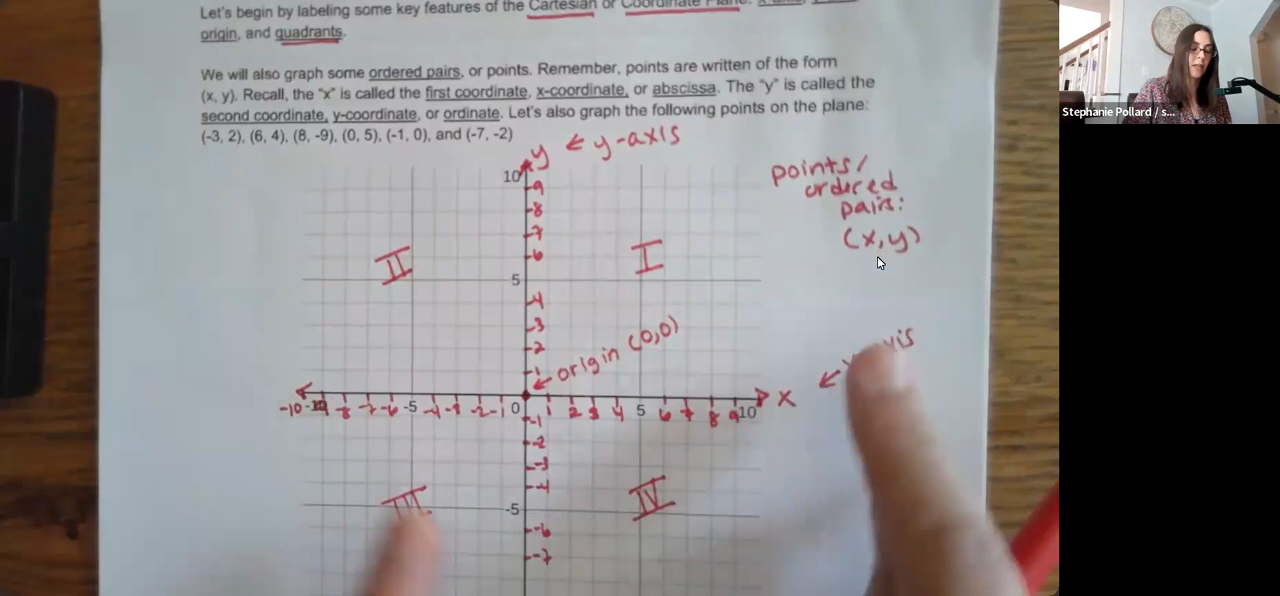 Let's begin by labeling some key features of the Cartesian or Coordinate Plane:
origin, and quadrants.
We will also graph some ordered pairs, or points. Remember, points are written of the form
(x, y). Recall, the "x" is called the first coordinate, x-coordinate, or abscissa. The "y" is called the
second coordinate, y-coordinate, or ordinate. Let's also graph the following points on the plane:
(-3, 2), (6, 4), (8, -9), (0, 5), (-1, 0), and (-7, -2)
y ← y-axis
points/
ordered
pairs:
(x,y)
10
9
8
7
6
5
4
3
2
1
II
I
origin (0,0)
-10 -10 -8 -7 -6 -5 -4 -3 -2 -1 0 1 2 3 4 5 6 7 8 9 10 x
-1
-2
-3
-4
-5
-6
-7
III
IV
Stephanie Pollard / s...